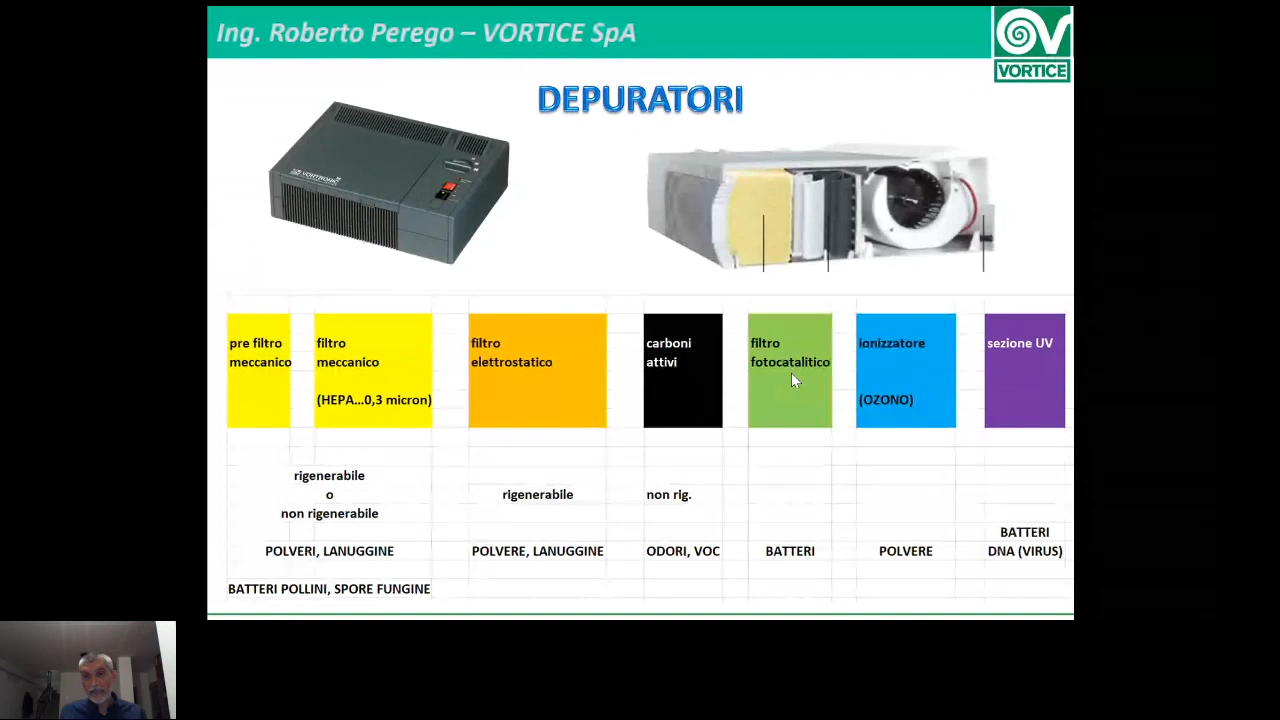 Ing. Roberto Perego – VORTICE SpA
VORTICE
DEPURATORI
VORTRONIC
pre filtro
meccanico
filtro
meccanico
(HEPA...0,3 micron)
filtro
elettrostatico
carboni
attivi
filtro
fotocatalitico
ionizzatore
(OZONO)
sezione UV
rigenerabile
o
non rigenerabile
rigenerabile
non rig.
POLVERI, LANUGGINE
POLVERE, LANUGGINE
ODORI, VOC
BATTERI
POLVERE
BATTERI
DNA (VIRUS)
BATTERI POLLINI, SPORE FUNGINE